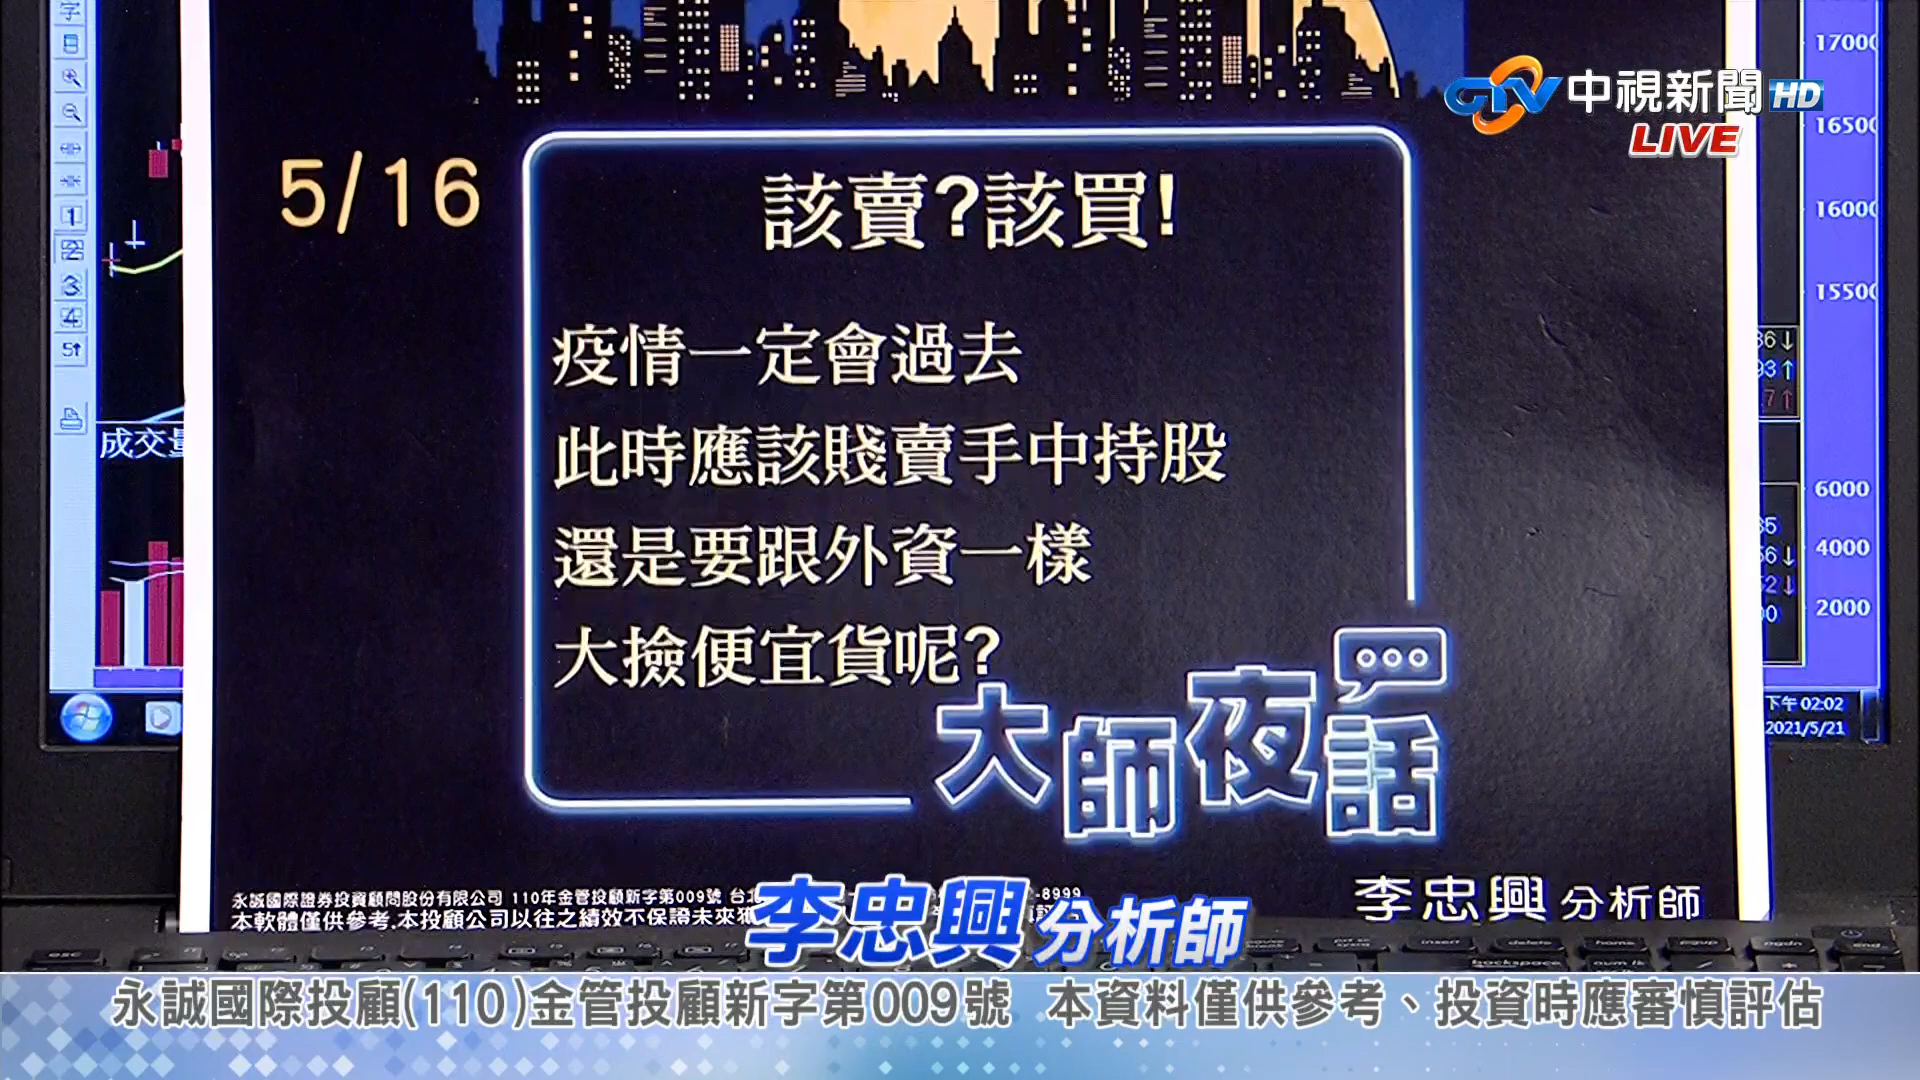 字
17000
中視新聞 HD
16500
LIVE
5/16
該賣?該買!
1
2
3
4
5↑
16000
15500
疫情一定會過去
此時應該賤賣手中持股
還是要跟外資一樣
大撿便宜貨呢?
成交量
6000
4000
2000
大師夜話
下午 02:02
2021/5/21
永誠國際證券投資顧問股份有限公司 110年金管投顧新字第009號
-8999
本軟體僅供參考.本投顧公司以往之績效不保證未來
李忠興分析師
李忠興 分析師
永誠國際投顧(110)金管投顧新字第009號 本資料僅供參考、投資時應審慎評估